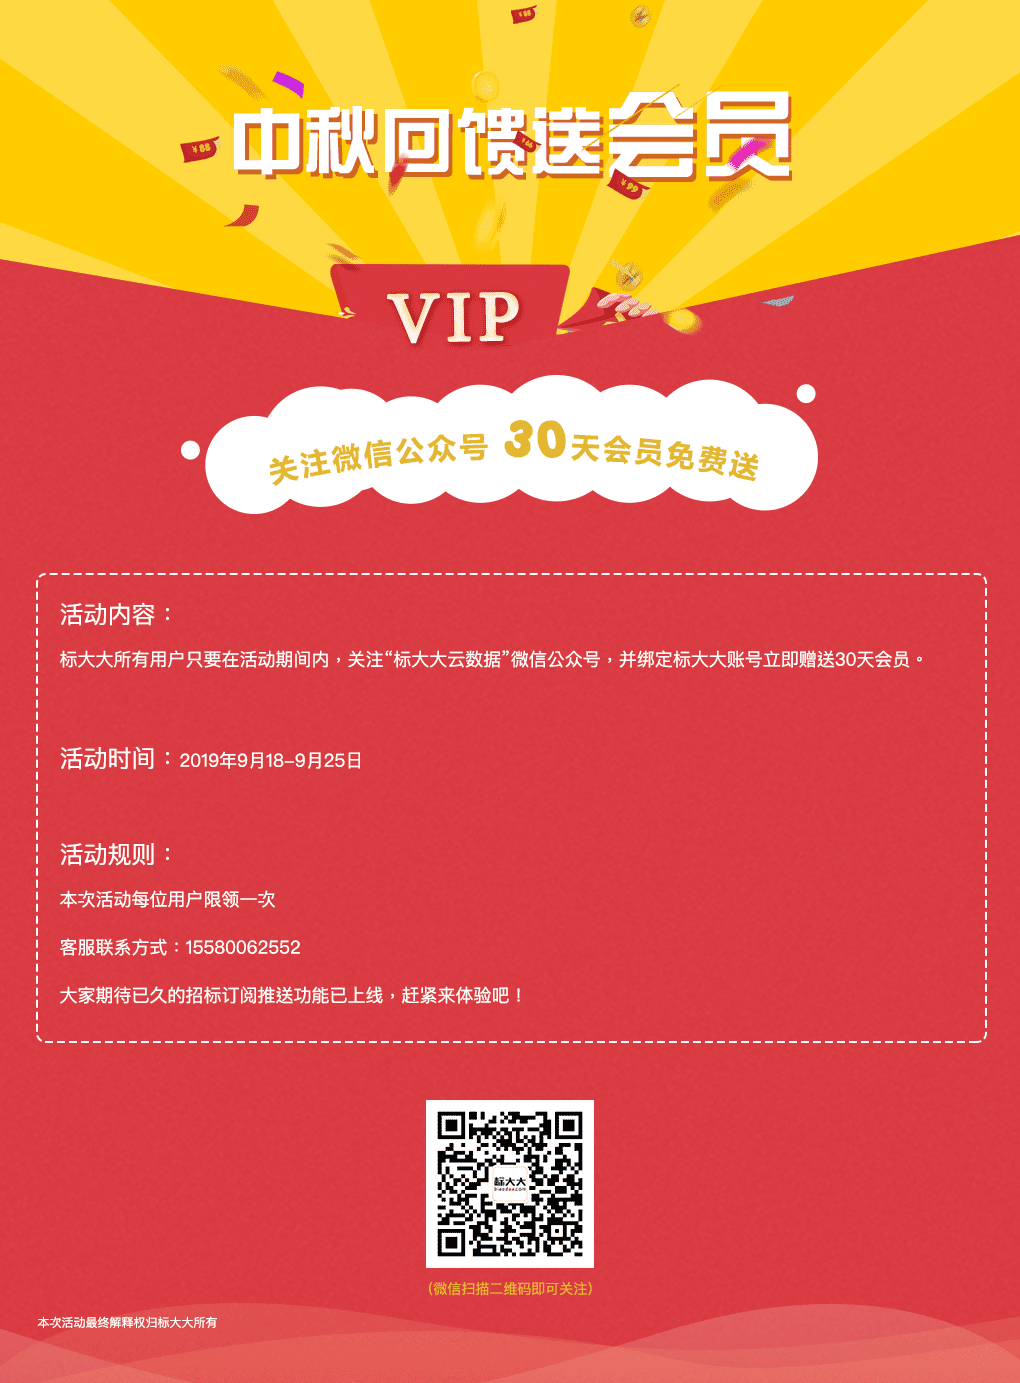 ¥88
中秋回馈送会员
¥88
¥66
¥99
VIP
关注微信公众号 30天会员免费送
活动内容：
标大大所有用户只要在活动期间内，关注“标大大云数据”微信公众号，并绑定标大大账号立即赠送30天会员。
活动时间：2019年9月18-9月25日
活动规则：
本次活动每位用户限领一次
客服联系方式：15580062552
大家期待已久的招标订阅推送功能已上线，赶紧来体验吧！
标大大
(微信扫描二维码即可关注)
本次活动最终解释权归标大大所有